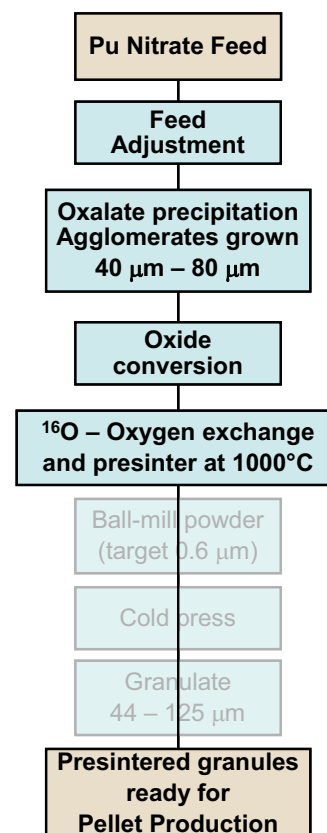 Pu Nitrate Feed
Feed
Adjustment
Oxalate precipitation
Agglomerates grown
40 μm – 80 μm
Oxide
conversion
¹⁶O – Oxygen exchange
and presinter at 1000°C
Ball-mill powder
(target 0.6 μm)
Cold press
Granulate
44 – 125 μm
Presintered granules
ready for
Pellet Production